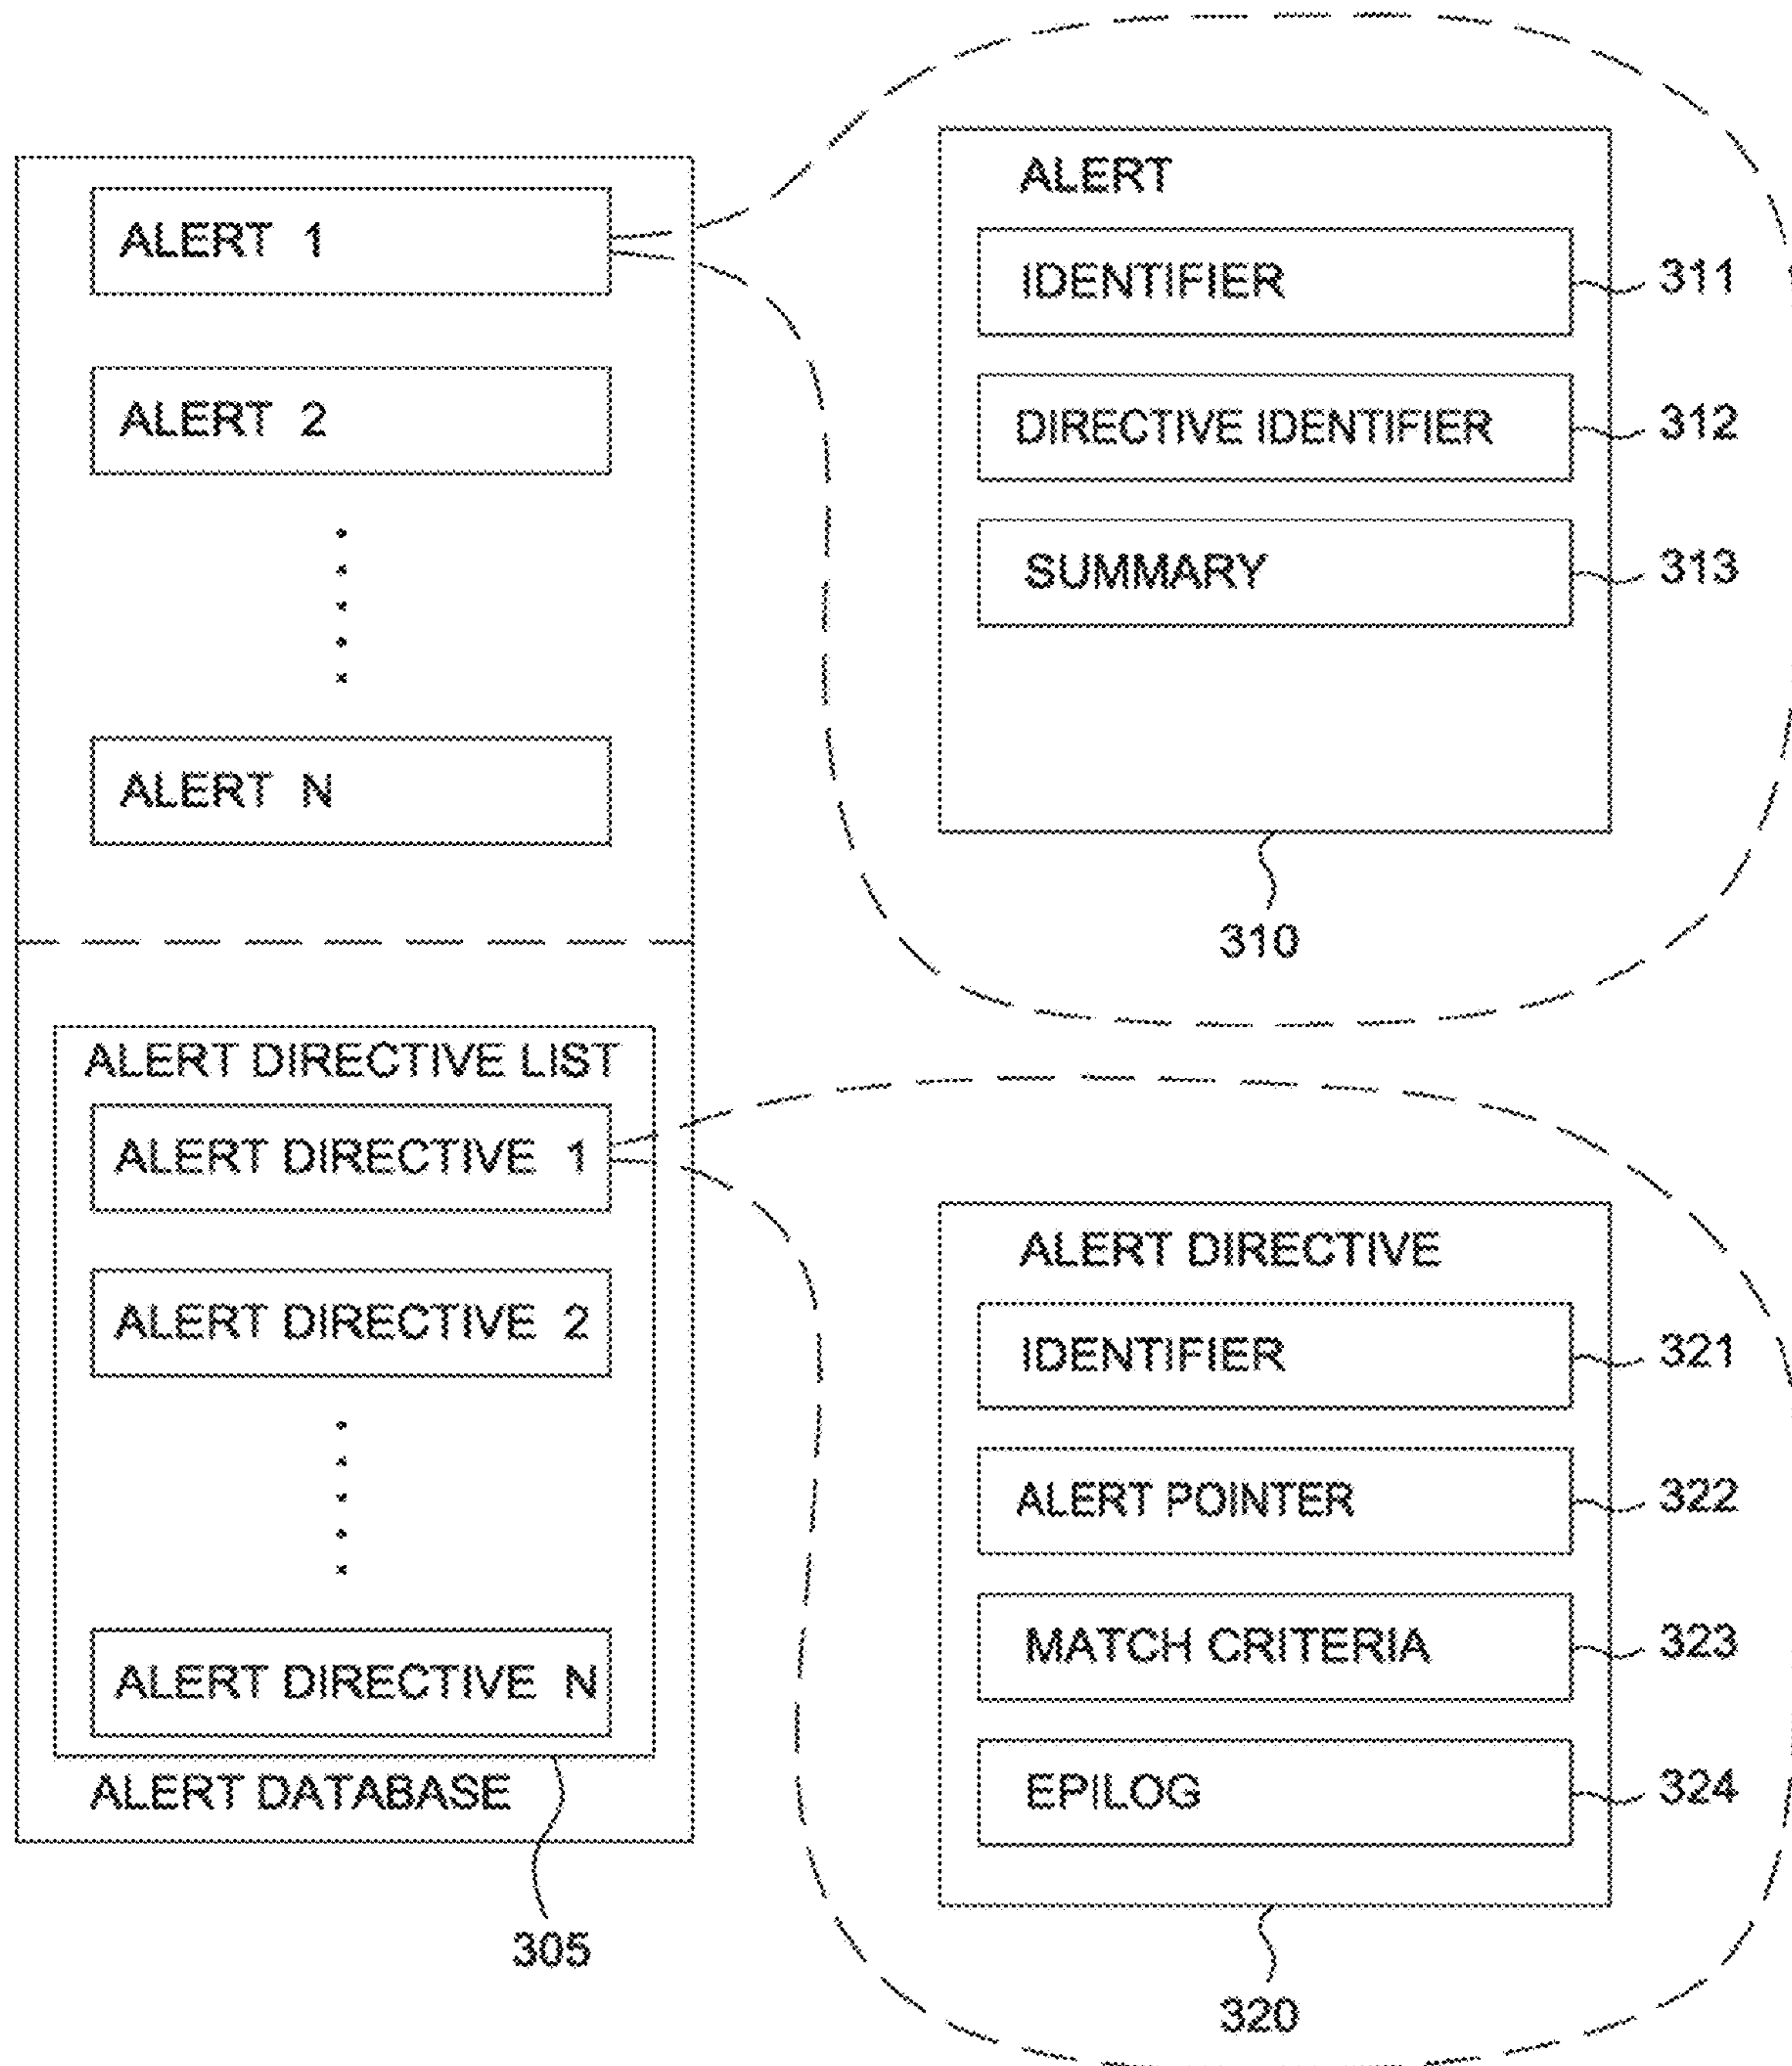 ALERT 1
ALERT 2
ALERT N
ALERT DIRECTIVE LIST
ALERT DIRECTIVE 1
ALERT DIRECTIVE 2
ALERT DIRECTIVE N
ALERT DATABASE
305
ALERT
IDENTIFIER 311
DIRECTIVE IDENTIFIER 312
SUMMARY 313
310
ALERT DIRECTIVE
IDENTIFIER 321
ALERT POINTER 322
MATCH CRITERIA 323
EPILOG 324
320